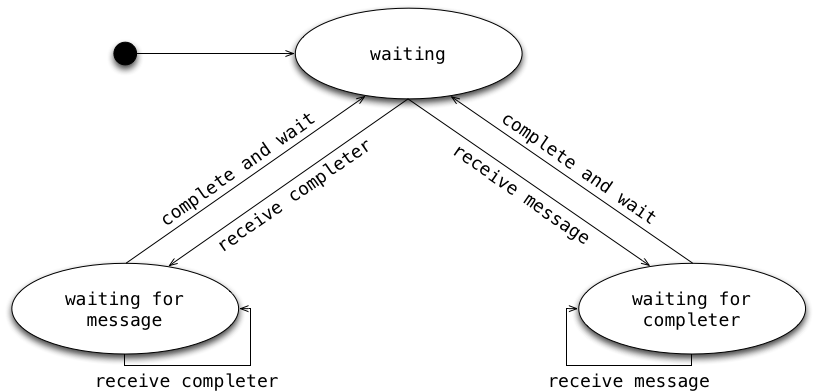 waiting
complete and wait
receive completer
receive message
complete and wait
waiting for
message
waiting for
completer
receive completer
receive message